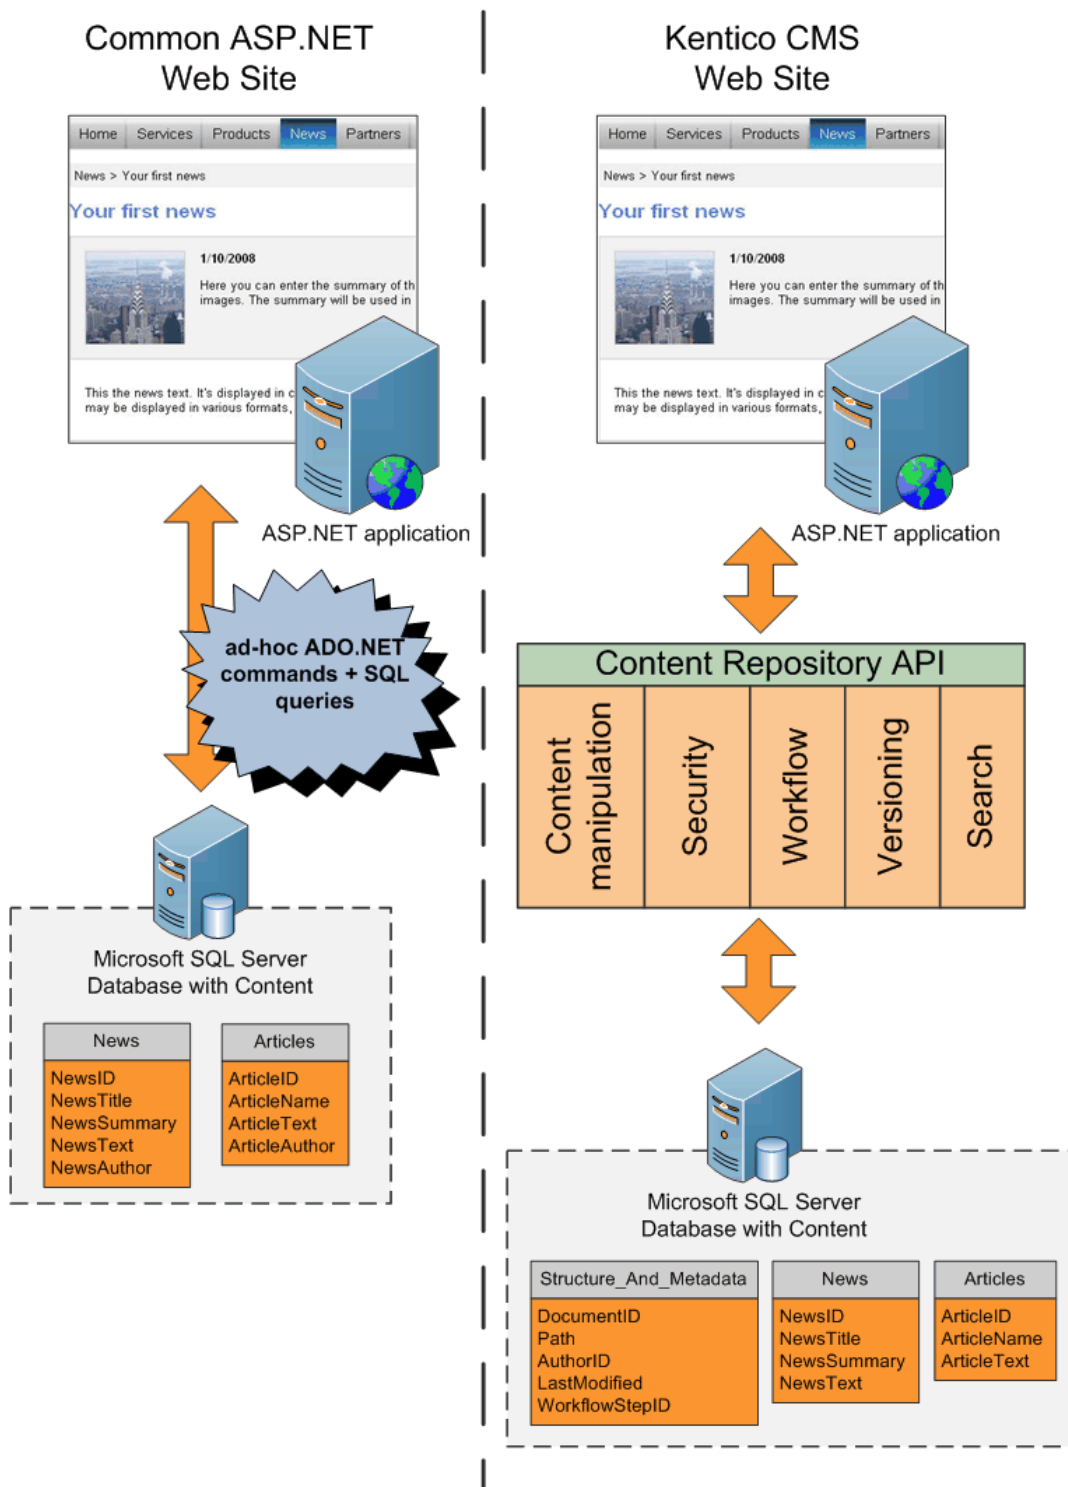 Common ASP.NET
Web Site
Home Services Products News Partners
News > Your first news
Your first news
1/10/2008
Here you can enter the summary of th
images. The summary will be used in
This the news text. It's displayed in c
may be displayed in various formats,
ASP.NET application
ad-hoc ADO.NET
commands + SQL
queries
Microsoft SQL Server
Database with Content
News
NewsID
NewsTitle
NewsSummary
NewsText
NewsAuthor
Articles
ArticleID
ArticleName
ArticleText
ArticleAuthor
Kentico CMS
Web Site
Home Services Products News Partners
News > Your first news
Your first news
1/10/2008
Here you can enter the summary of th
images. The summary will be used in
This the news text. It's displayed in c
may be displayed in various formats,
ASP.NET application
Content Repository API
Content
manipulation
Security
Workflow
Versioning
Search
Microsoft SQL Server
Database with Content
Structure_And_Metadata
DocumentID
Path
AuthorID
LastModified
WorkflowStepID
News
NewsID
NewsTitle
NewsSummary
NewsText
Articles
ArticleID
ArticleName
ArticleText